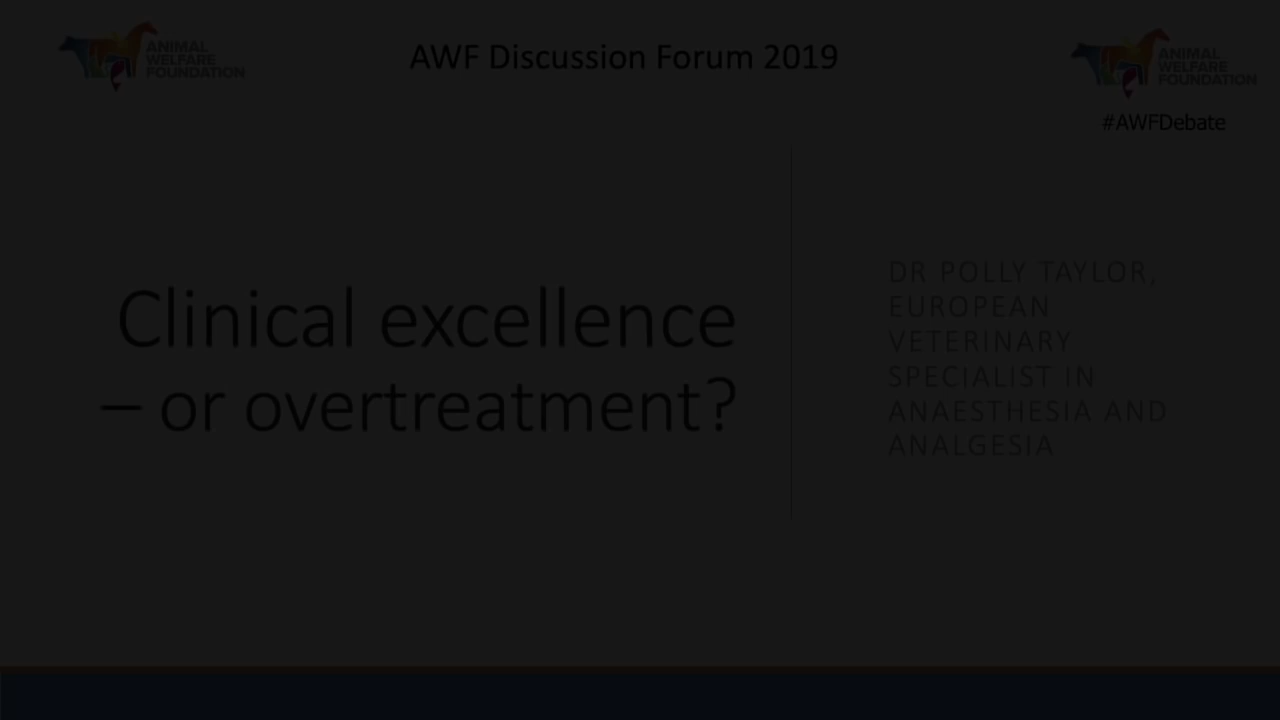 ANIMAL
WELFARE
FOUNDATION
AWF Discussion Forum 2019
ANIMAL
WELFARE
FOUNDATION
#AWFDebate
Clinical excellence
– or overtreatment?
DR POLLY TAYLOR,
EUROPEAN
VETERINARY
SPECIALIST IN
ANAESTHESIA AND
ANALGESIA